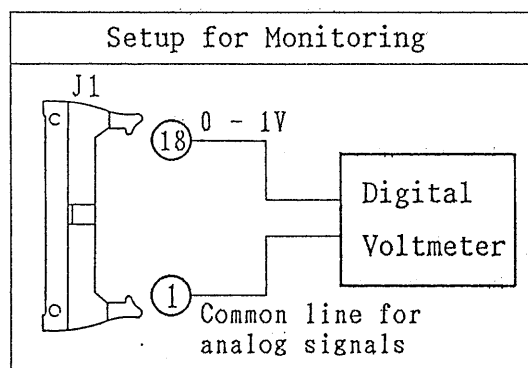 Setup for Monitoring
J1
18
0 - 1V
Digital
Voltmeter
1
Common line for
analog signals